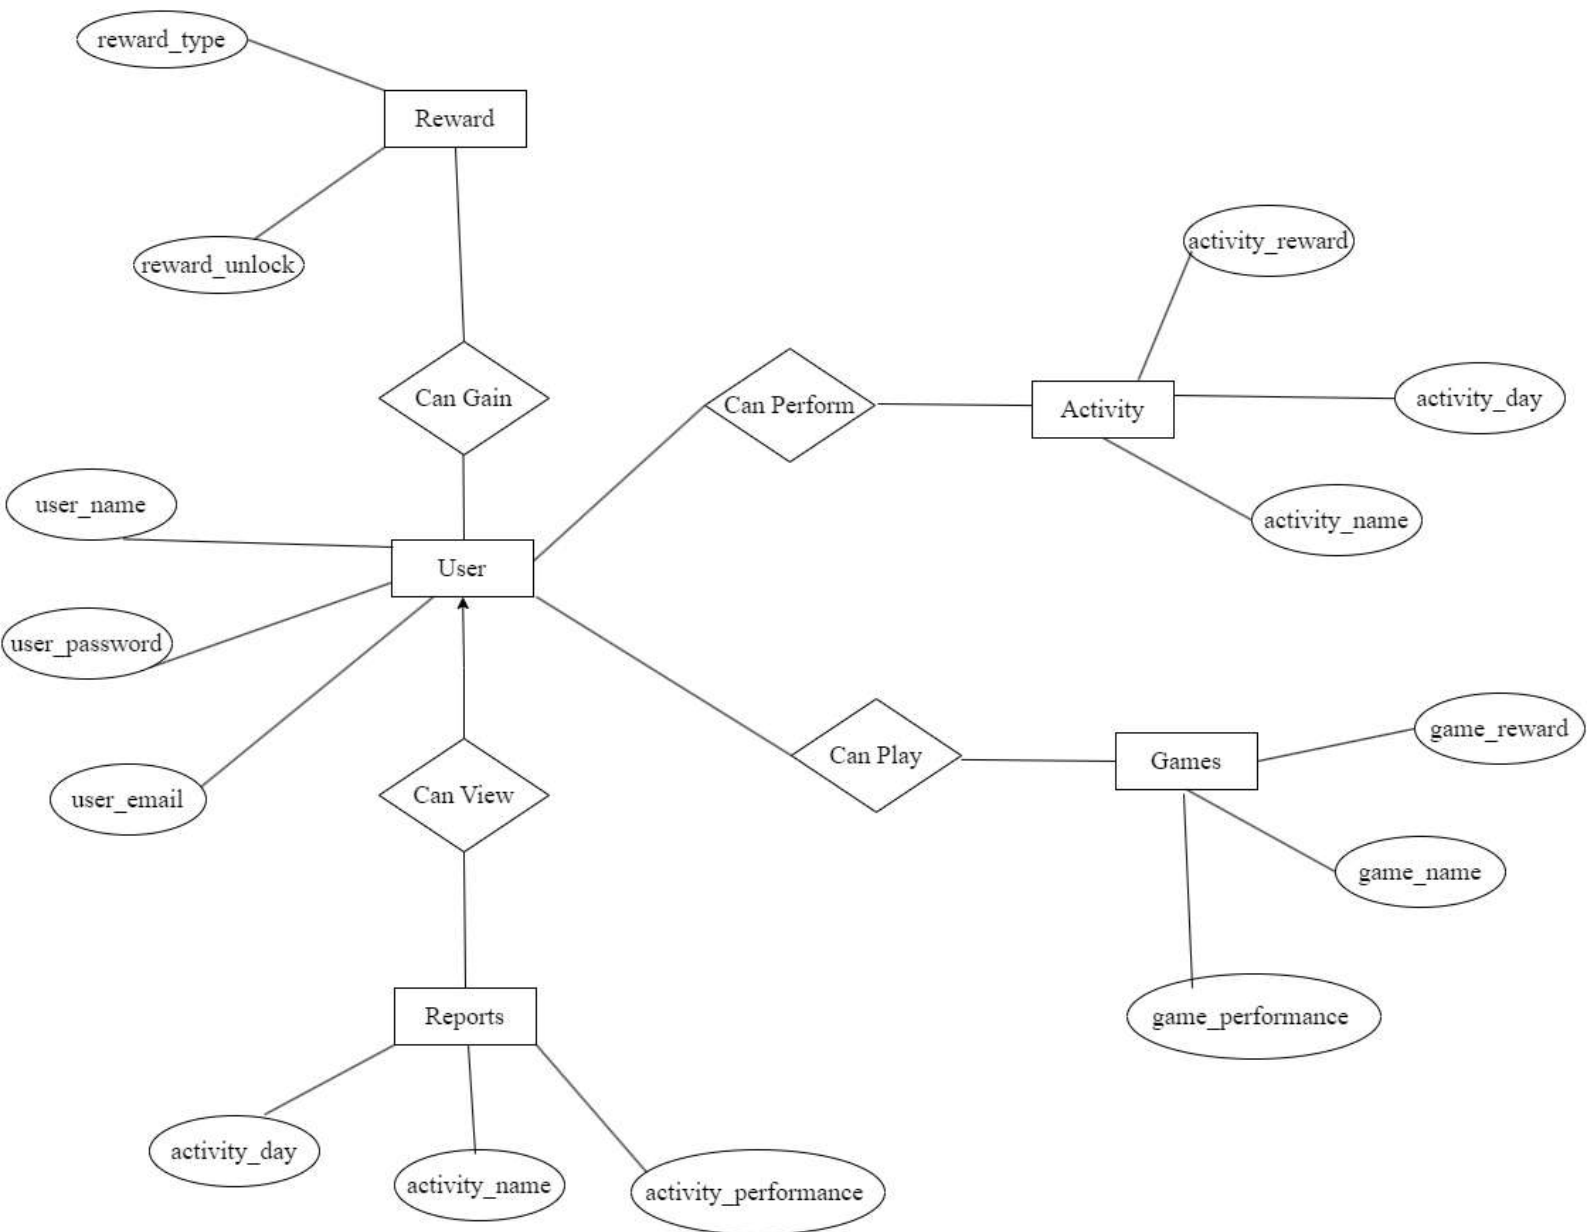 reward_type
Reward
reward_unlock
activity_reward
Can Gain
Can Perform
Activity
activity_day
user_name
activity_name
User
user_password
game_reward
Can Play
Games
user_email
Can View
game_name
Reports
game_performance
activity_day
activity_name
activity_performance